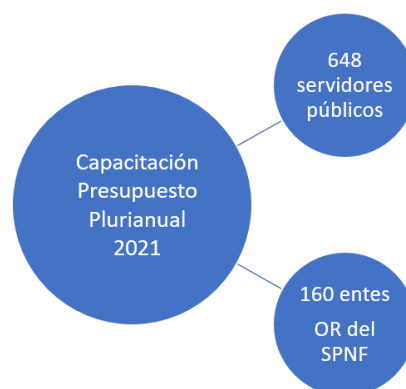 648
servidores
públicos
Capacitación
Presupuesto
Plurianual
2021
160 entes
OR del
SPNF